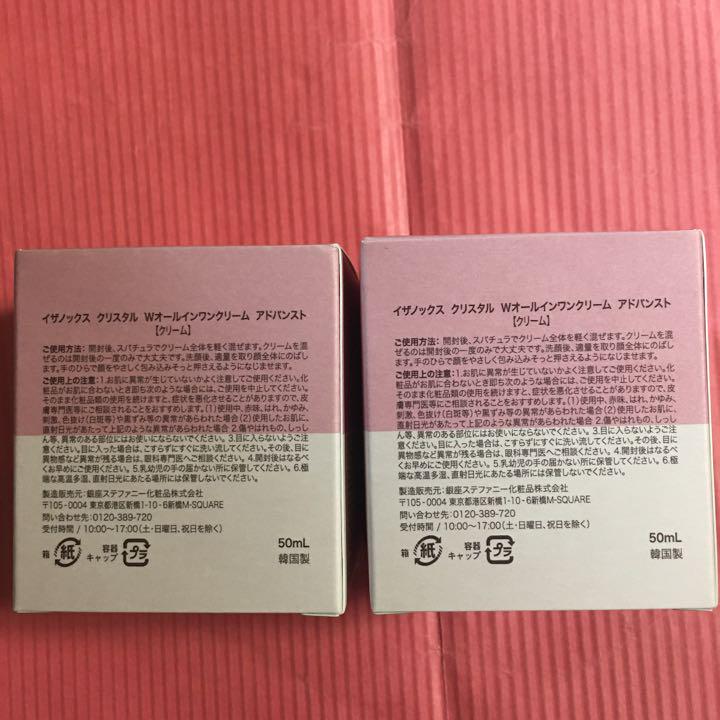 イザノックス クリスタル Wオールインワンクリーム アドバンスト
【クリーム】
ご使用方法：開封後、スパチュラでクリーム全体を軽く混ぜます。クリームを混
ぜるのは開封後の一度のみで大丈夫です。洗顔後、適量を取り顔全体にのばし
ます。手のひらで顔をやさしく包み込みそっと押さえるようになじませます。
ご使用上の注意：1.お肌に異常が生じていないかよく注意してご使用ください。化
粧品がお肌に合わないとき即ち次のような場合には、ご使用を中止してください。
そのまま化粧品類の使用を続けますと、症状を悪化させることがありますので、皮
膚専門医等にご相談されることをおすすめします。(1)使用中、赤味、はれ、かゆみ、
刺激、色抜け(白斑等)や黒ずみ等の異常があらわれた場合(2)使用したお肌に、
直射日光があたって上記のような異常があらわれた場合 2.傷やはれもの、しっし
ん等、異常のある部位にはお使いにならないでください。3.目に入らないようご注
意ください。目に入った場合は、こすらずにすぐに洗い流してください。その後、目に
異物感など異常が残る場合は、眼科専門医へご相談ください。4.開封後はなるべ
くお早めにご使用ください。5.乳幼児の手の届かない所に保管してください。6.極
端な高温多湿、直射日光にあたる場所には保管しないでください。
製造販売元：銀座ステファニー化粧品株式会社
〒105-0004 東京都港区新橋1-10-6新橋M-SQUARE
問い合わせ先：0120-389-720
受付時間 / 10:00～17:00(土・日曜日、祝日を除く)
箱 紙 容器 キャップ プラ
50mL
韓国製
イザノックス クリスタル Wオールインワンクリーム アドバンスト
【クリーム】
ご使用方法：開封後、スパチュラでクリーム全体を軽く混ぜます。クリームを混
ぜるのは開封後の一度のみで大丈夫です。洗顔後、適量を取り顔全体にのばし
ます。手のひらで顔をやさしく包み込みそっと押さえるようになじませます。
ご使用上の注意：1.お肌に異常が生じていないかよく注意してご使用ください。化
粧品がお肌に合わないとき即ち次のような場合には、ご使用を中止してください。
そのまま化粧品類の使用を続けますと、症状を悪化させることがありますので、皮
膚専門医等にご相談されることをおすすめします。(1)使用中、赤味、はれ、かゆみ、
刺激、色抜け(白斑等)や黒ずみ等の異常があらわれた場合(2)使用したお肌に、
直射日光があたって上記のような異常があらわれた場合 2.傷やはれもの、しっし
ん等、異常のある部位にはお使いにならないでください。3.目に入らないようご注
意ください。目に入った場合は、こすらずにすぐに洗い流してください。その後、目に
異物感など異常が残る場合は、眼科専門医へご相談ください。4.開封後はなるべ
くお早めにご使用ください。5.乳幼児の手の届かない所に保管してください。6.極
端な高温多湿、直射日光にあたる場所には保管しないでください。
製造販売元：銀座ステファニー化粧品株式会社
〒105-0004 東京都港区新橋1-10-6新橋M-SQUARE
問い合わせ先：0120-389-720
受付時間 / 10:00～17:00(土・日曜日、祝日を除く)
箱 紙 容器 キャップ プラ
50mL
韓国製